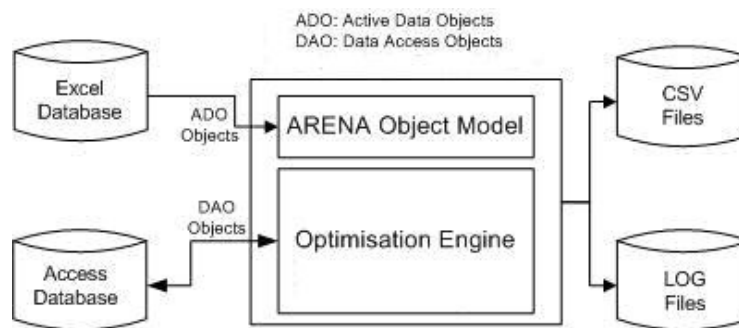 ADO: Active Data Objects
DAO: Data Access Objects
Excel
Database
ADO
Objects
ARENA Object Model
CSV
Files
DAO
Objects
Optimisation Engine
Access
Database
LOG
Files